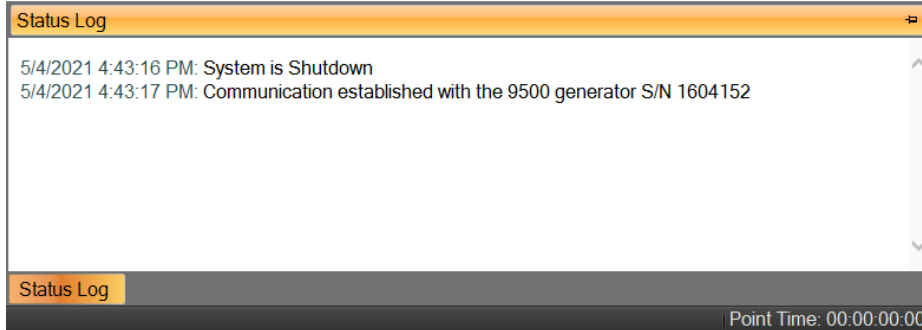 Status Log
5/4/2021 4:43:16 PM: System is Shutdown
5/4/2021 4:43:17 PM: Communication established with the 9500 generator S/N 1604152
Status Log
Point Time: 00:00:00:00